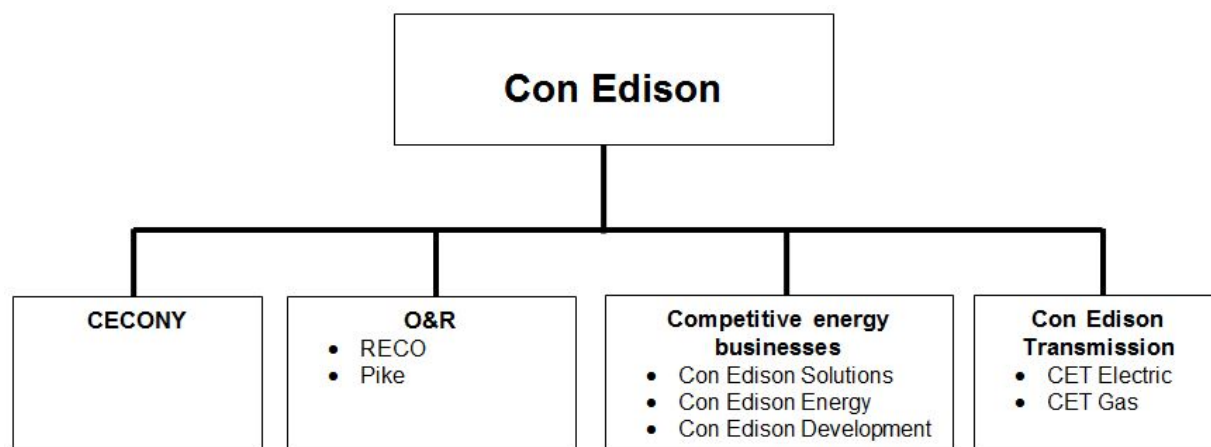 Con Edison
CECONY
O&R
• RECO
• Pike
Competitive energy
businesses
• Con Edison Solutions
• Con Edison Energy
• Con Edison Development
Con Edison
Transmission
• CET Electric
• CET Gas